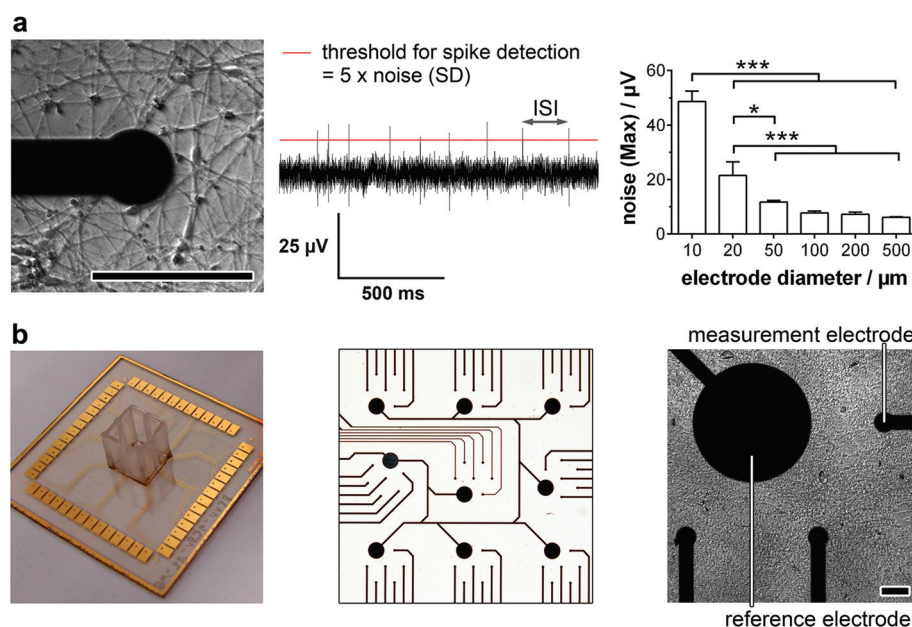 a
threshold for spike detection
= 5 x noise (SD)
ISI
25 µV
500 ms
***
*
***
60
40
20
0
noise (Max) / µV
10 20 50 100 200 500
electrode diameter / µm
b
measurement electrode
reference electrode